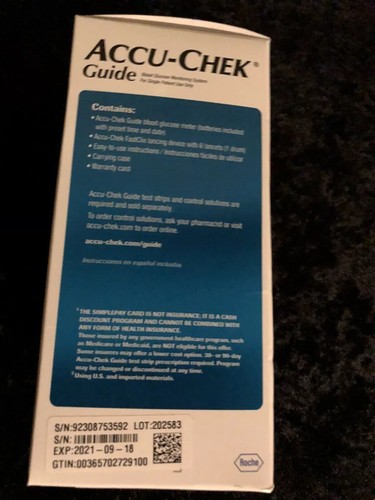 ACCU-CHEK®
Guide
Blood Glucose Monitoring System
For Single Patient Use Only
Contains:
• Accu-Chek Guide blood glucose meter (batteries included
with preset time and date)
• Accu-Chek FastClix lancing device with 6 lancets (1 drum)
• Easy-to-use instructions / Instrucciones fáciles de utilizar
• Carrying case
• Warranty card
Accu-Chek Guide test strips and control solutions are
required and sold separately.
To order control solutions, ask your pharmacist or visit
accu-chek.com to order online.
accu-chek.com/guide
Instrucciones en español incluidas
THE SIMPLEPAY CARD IS NOT INSURANCE; IT IS A CASH
DISCOUNT PROGRAM AND CANNOT BE COMBINED WITH
ANY FORM OF HEALTH INSURANCE.
Those insured by any government healthcare program, such
as Medicare or Medicaid, are NOT eligible for this offer.
Some insurers may offer a lower cost option. 30- or 90-day
Accu-Chek Guide test strip prescription required. Program
may be changed or discontinued at any time.
Using U.S. and imported materials.
S/N:92308753592 LOT:202583
S/N:
EXP:2021-09-18
GTIN:00365702729100
Roche